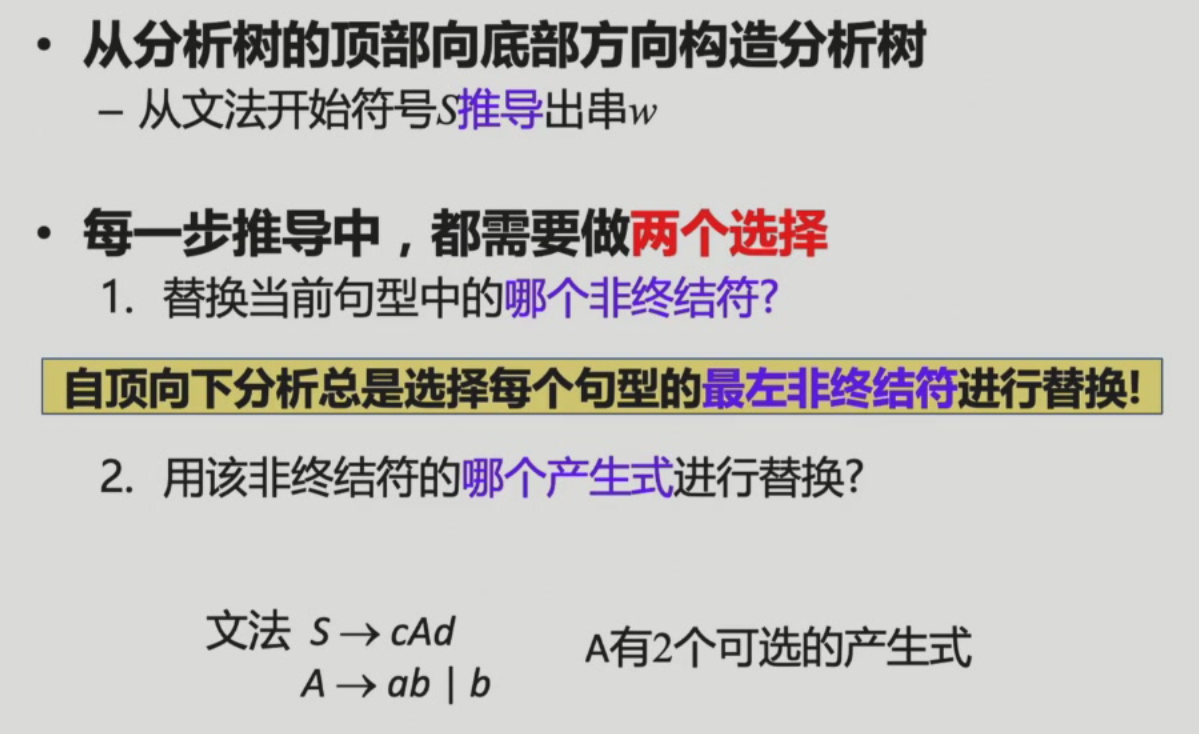 • 从分析树的顶部向底部方向构造分析树
– 从文法开始符号S推导出串w
• 每一步推导中，都需要做两个选择
1. 替换当前句型中的哪个非终结符?
自顶向下分析总是选择每个句型的最左非终结符进行替换!
2. 用该非终结符的哪个产生式进行替换?
文法 S → cAd
A有2个可选的产生式
A → ab | b